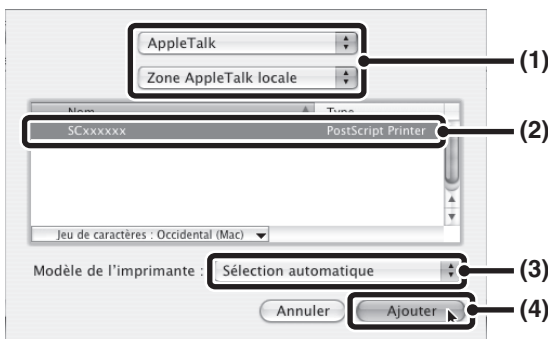 AppleTalk
Zone AppleTalk locale
(1)
Nom Type
SCxxxxxx PostScript Printer
(2)
Jeu de caractères : Occidental (Mac)
Modèle de l'imprimante : Sélection automatique
(3)
Annuler Ajouter
(4)